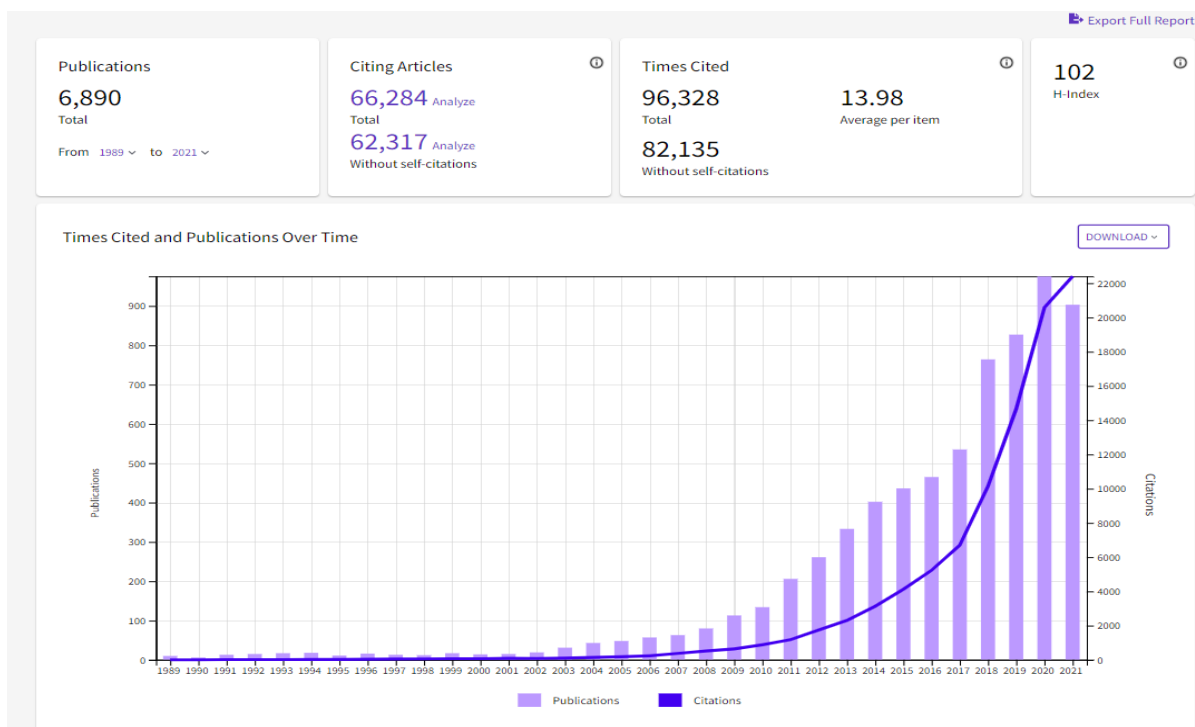 Export Full Report
Publications
6,890
Total
From 1989 to 2021
Citing Articles
66,284 Analyze
Total
62,317 Analyze
Without self-citations
Times Cited
96,328
Total
82,135
Without self-citations
13.98
Average per item
102
H-Index
Times Cited and Publications Over Time
DOWNLOAD
Publications
900
800
700
600
500
400
300
200
100
0
22000
20000
18000
16000
14000
12000
10000
8000
6000
4000
2000
0
Citations
1989 1990 1991 1992 1993 1994 1995 1996 1997 1998 1999 2000 2001 2002 2003 2004 2005 2006 2007 2008 2009 2010 2011 2012 2013 2014 2015 2016 2017 2018 2019 2020 2021
Publications Citations